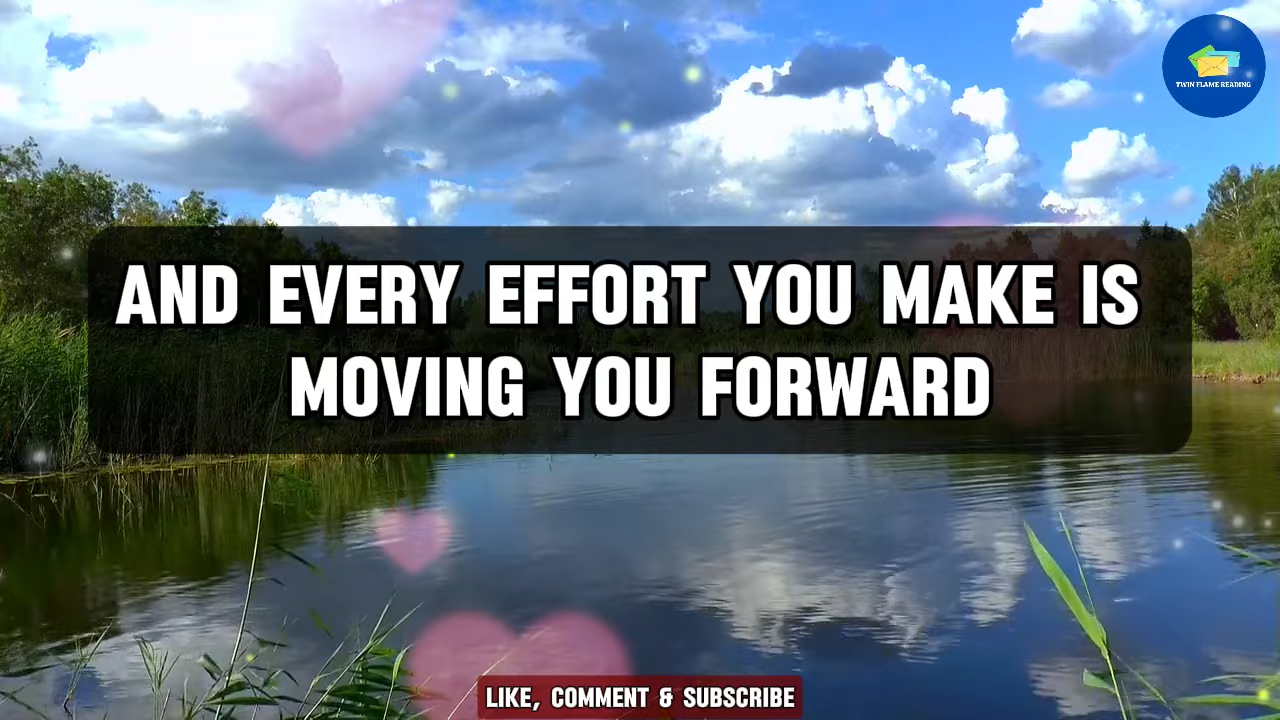 TWIN FLAME READING
AND EVERY EFFORT YOU MAKE IS
MOVING YOU FORWARD
LIKE, COMMENT & SUBSCRIBE